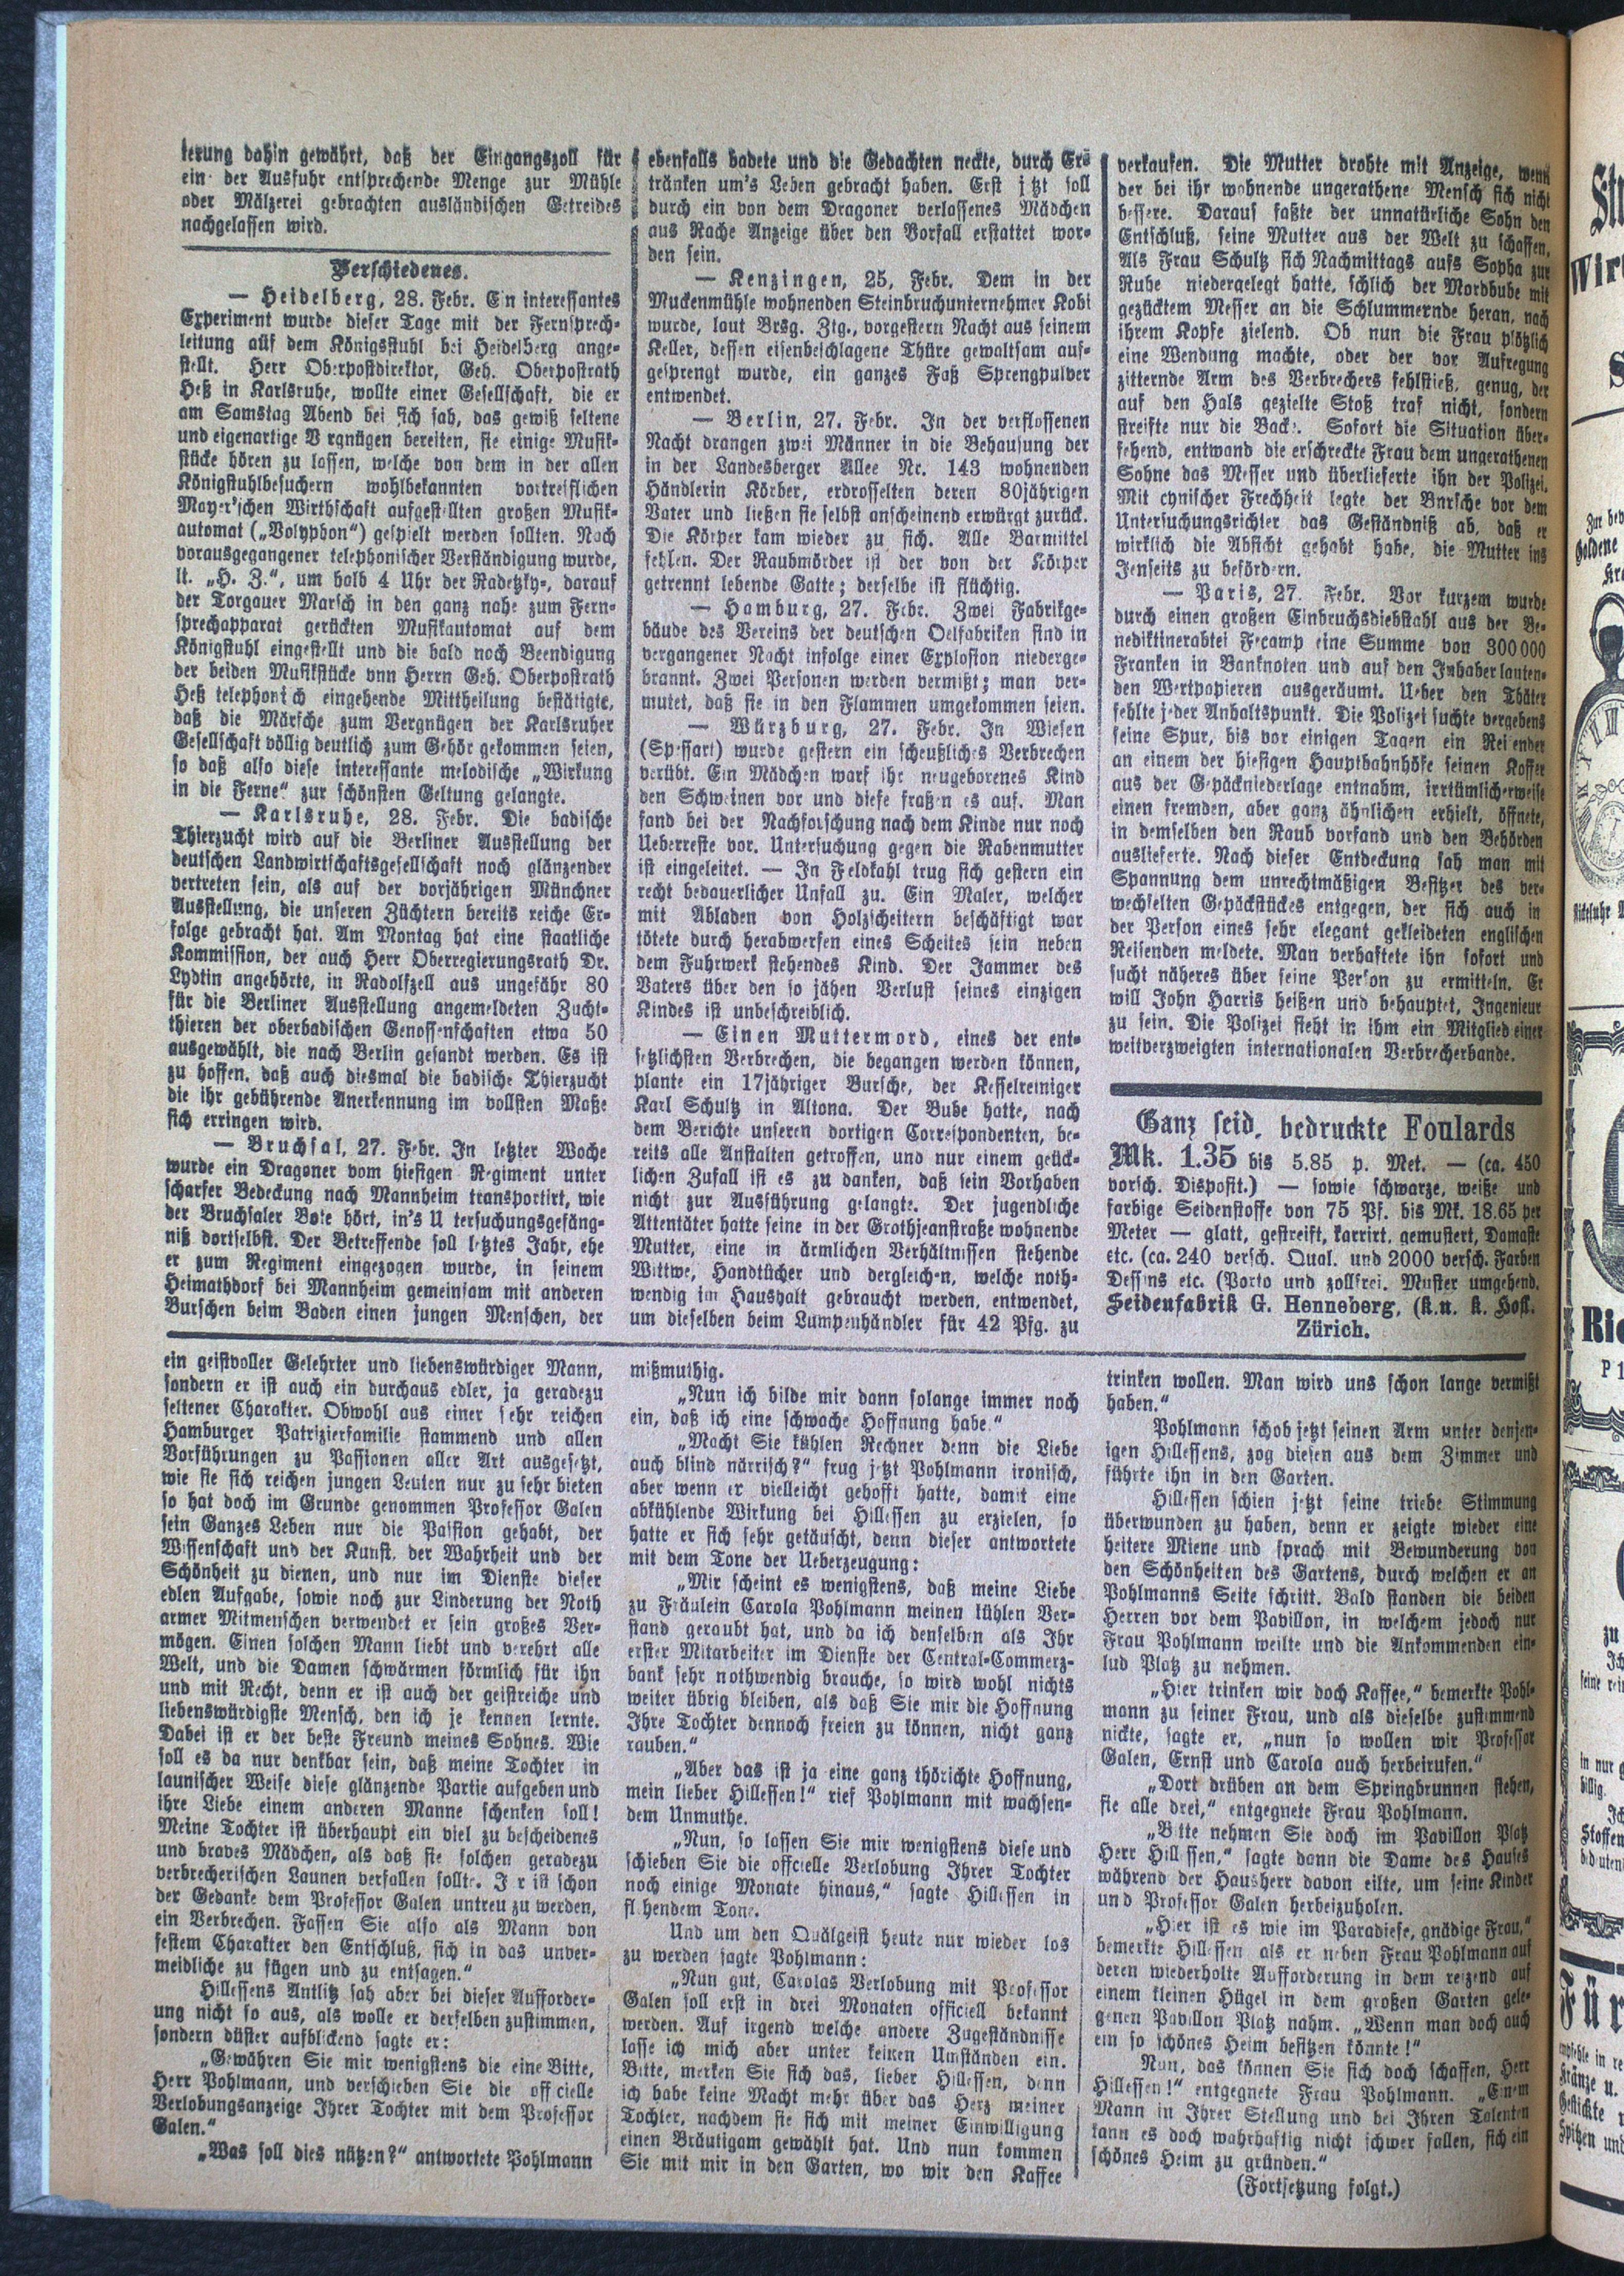 terung dahin gewährt, daß der Eingangszoll für
ein der Ausfuhr entsprechende Menge zur Mühle
oder Mälzerei gebrachten ausländischen Getreides
nachgelassen wird.
Verschiedenes.
— Heidelberg, 28. Febr. Ein interessantes
Experiment wurde dieser Tage mit der Fernsprech-
leitung auf dem Königsstuhl bei Heidelberg ange-
stellt. Herr Oberpostdirektor, Geh. Oberpostrath
Heß in Karlsruhe, wollte einer Gesellschaft, die er
am Samstag Abend bei sich sah, das gewiß seltene
und eigenartige V rgnügen bereiten, sie einige Musik-
stücke hören zu lassen, welche von dem in der allen
Königstuhlbesuchern wohlbekannten vortrefflichen
Mayer'schen Wirthschaft aufgestellten großen Musik-
automat („Polyphon“) gespielt werden sollten. Nach
vorausgegangener telephonischer Verständigung wurde,
lt. „H. Z.“, um halb 4 Uhr der Radetzky-, darauf
der Torgauer Marsch in den ganz nahe zum Fern-
sprechapparat gerückten Musikautomat auf dem
Königstuhl eingestellt und die bald nach Beendigung
der beiden Musikstücke vnn Herrn Geh. Oberpostrath
Heß telephoni ch eingehende Mittheilung bestätigte,
daß die Märsche zum Vergnügen der Karlsruher
Gesellschaft völlig deutlich zum Gehör gekommen seien,
so daß also diese interessante melodische „Wirkung
in die Ferne“ zur schönsten Geltung gelangte.
— Karlsruhe, 28. Febr. Die badische
Thierzucht wird auf die Berliner Ausstellung der
deutschen Landwirtschaftsgesellschaft noch glänzender
vertreten sein, als auf der vorjährigen Münchner
Ausstellung, die unseren Züchtern bereits reiche Er-
folge gebracht hat. Am Montag hat eine staatliche
Kommission, der auch Herr Oberregierungsrath Dr.
Lydtin angehörte, in Radolfzell aus ungefähr 80
für die Berliner Ausstellung angemeldeten Zucht-
thieren der oberbadischen Genossenschaften etwa 50
ausgewählt, die nach Berlin gesandt werden. Es ist
zu hoffen, daß auch diesmal die badische Thierzucht
die ihr gebührende Anerkennung im vollsten Maße
sich erringen wird.
— Bruchsal, 27. Febr. In letzter Woche
wurde ein Dragoner vom hiesigen Regiment unter
scharfer Bedeckung nach Mannheim transportirt, wie
der Bruchsaler Bote hört, in's U tersuchungsgefäng-
niß dortselbst. Der Betreffende soll letztes Jahr, ehe
er zum Regiment eingezogen wurde, in seinem
Heimathdorf bei Mannheim gemeinsam mit anderen
Burschen beim Baden einen jungen Menschen, der
ebenfalls badete und die Gedachten neckte, durch Er-
tränken um's Leben gebracht haben. Erst j tzt soll
durch ein von dem Dragoner verlassenes Mädchen
aus Rache Anzeige über den Vorfall erstattet wor-
den sein.
— Kenzingen, 25, Febr. Dem in der
Muckenmühle wohnenden Steinbruchunternehmer Kobi
wurde, laut Brsg. Ztg., vorgestern Nacht aus seinem
Keller, dessen eisenbeschlagene Thüre gewaltsam auf-
gesprengt wurde, ein ganzes Faß Sprengpulver
entwendet.
— Berlin, 27. Febr. In der verflossenen
Nacht drangen zwei Männer in die Behausung der
in der Landesberger Allee Nr. 143 wohnenden
Händlerin Körber, erdrosselten deren 80jährigen
Vater und ließen sie selbst anscheinend erwürgt zurück.
Die Körper kam wieder zu sich. Alle Barmittel
fehlen. Der Raubmörder ist der von der Körper
getrennt lebende Gatte; derselbe ist flüchtig.
— Hamburg, 27. Febr. Zwei Fabrikge-
bäude des Vereins der deutschen Oelfabriken sind in
vergangener Nacht infolge einer Explosion niederge-
brannt. Zwei Personen werden vermißt; man ver-
mutet, daß sie in den Flammen umgekommen seien.
— Würzburg, 27. Febr. In Wiesen
(Spessart) wurde gestern ein scheußliches Verbrechen
verübt. Ein Mädchen warf ihr neugeborenes Kind
den Schweinen vor und diese fraßen es auf. Man
fand bei der Nachforschung nach dem Kinde nur noch
Ueberreste vor. Untersuchung gegen die Rabenmutter
ist eingeleitet. — In Feldkahl trug sich gestern ein
recht bedauerlicher Unfall zu. Ein Maler, welcher
mit Abladen von Holzscheitern beschäftigt war
tötete durch herabwerfen eines Scheites sein neben
dem Fuhrwerk stehendes Kind. Der Jammer des
Vaters über den so jähen Verlust seines einzigen
Kindes ist unbeschreiblich.
— Einen Muttermord, eines der ent-
setzlichsten Verbrechen, die begangen werden können,
plante ein 17jähriger Bursche, der Kesselreiniger
Karl Schultz in Altona. Der Bube hatte, nach
dem Berichte unseren dortigen Correspondenten, be-
reits alle Anstalten getroffen, und nur einem gcück-
lichen Zufall ist es zu danken, daß sein Vorhaben
nicht zur Ausführung gelangte. Der jugendliche
Attentäter hatte seine in der Grothjeanstraße wohnende
Mutter, eine in ärmlichen Verhältnissen stehende
Wittwe, Handtücher und dergleichen, welche noth-
wendig im Haushalt gebraucht werden, entwendet,
um dieselben beim Lumpenhändler für 42 Pfg. zu
verkaufen. Die Mutter drohte mit Anzeige, wenn
der bei ihr wohnende ungerathene Mensch sich nicht
bessere. Darauf faßte der unnatürliche Sohn den
Entschluß, seine Mutter aus der Welt zu schaffen.
Als Frau Schultz sich Nachmittags aufs Sopha zur
Ruhe niedergelegt hatte, schlich der Mordbube mit
gezücktem Messer an die Schlummernde heran, nach
ihrem Kopfe zielend. Ob nun die Frau plötzlich
eine Wendung machte, oder der vor Aufregung
zitternde Arm des Verbrechers fehlstieß, genug, der
auf den Hals gezielte Stoß traf nicht, sondern
streifte nur die Backe. Sofort die Situation über-
sehend, entwand die erschreckte Frau dem ungerathenen
Sohne das Messer und überlieferte ihn der Polizei.
Mit cynischer Frechheit legte der Bursche vor dem
Untersuchungsrichter das Geständniß ab, daß er
wirklich die Absicht gehabt habe, die Mutter ins
Jenseits zu befördern.
— Paris, 27. Febr. Vor kurzem wurde
durch einen großen Einbruchsdiebstahl aus der Be-
nediktinerabtei Fecamp eine Summe von 300000
Franken in Banknoten und auf den Inhaber lauten-
den Wertpapieren ausgeräumt. Ueber den Thäter
fehlte jeder Anhaltspunkt. Die Polizei suchte vergebens
seine Spur, bis vor einigen Tagen ein Reisender
an einem der hiesigen Hauptbahnhöfe seinen Koffer
aus der Gepäckniederlage entnahm, irrtümlicherweise
einen fremden, aber ganz ähnlichen erhielt, öffnete,
in demselben den Raub vorfand und den Behörden
auslieferte. Nach dieser Entdeckung sah man mit
Spannung dem unrechtmäßigen Besitzer des ver-
wechkelten Gepäckstückes entgegen, der sich auch in
der Person eines sehr elegant gekleideten englischen
Reisenden meldete. Man verhaftete ihn sofort und
sucht näheres über seine Person zu ermitteln. Er
will John Harris heißen und behauptet, Ingenieur
zu sein. Die Polizei sieht in ihm ein Mitglied einer
weitverzweigten internationalen Verbrecherbande.
Ganz seid. bedruckte Foulards
Mk. 1.35 bis 5.85 p. Met. — (ca. 450
vorsch. Disposit.) — sowie schwarze, weiße und
farbige Seidenstoffe von 75 Pf. bis Mk. 18.65 per
Meter — glatt, gestreift, karrirt, gemustert, Damaste
etc. (ca. 240 versch. Qual. und 2000 versch. Farben
Dessins etc. (Porto und zollfrei. Muster umgehend.
Seidenfabrik G. Henneberg, (k.u. k. Hofl.
Zürich.
ein geistvoller Gelehrter und liebenswürdiger Mann,
sondern er ist auch ein durchaus edler, ja geradezu
seltener Charakter. Obwohl aus einer sehr reichen
Hamburger Patrizierfamilie stammend und allen
Vorführungen zu Passionen aller Art ausgesetzt,
wie sie sich reichen jungen Leuten nur zu sehr bieten
so hat doch im Grunde genommen Professor Galen
sein Ganzes Leben nur die Passion gehabt, der
Wissenschaft und der Kunst, der Wahrheit und der
Schönheit zu dienen, und nur im Dienste dieser
edlen Aufgabe, sowie noch zur Linderung der Noth
armer Mitmenschen verwendet er sein großes Ver-
mögen. Einen solchen Mann liebt und verehrt alle
Welt, und die Damen schwärmen förmlich für ihn
und mit Recht, denn er ist auch der geistreiche und
liebenswürdigste Mensch, den ich je kennen lernte.
Dabei ist er der beste Freund meines Sohnes. Wie
soll es da nur denkbar sein, daß meine Tochter in
launischer Weise diese glänzende Partie aufgeben und
ihre Liebe einem anderen Manne schenken soll!
Meine Tochter ist überhaupt ein viel zu bescheidenes
und braves Mädchen, als daß sie solchen geradezu
verbrecherischen Launen verfallen sollte. J r ist schon
der Gedanke dem Professor Galen untreu zu werden,
ein Verbrechen. Fassen Sie also als Mann von
festem Charakter den Entschluß, sich in das unver-
meidliche zu fügen und zu entsagen.“
Hillessens Antlitz sah aber bei dieser Aufforder-
ung nicht so aus, als wolle er derselben zustimmen,
sondern düster aufblickend sagte er:
„Gewähren Sie mir wenigstens die eine Bitte,
Herr Pohlmann, und verschieben Sie die off cielle
Verlobungsanzeige Ihrer Tochter mit dem Professor
Galen.“
„Was soll dies nützen?“ antwortete Pohlmann
mißmuthig.
„Nun ich bilde mir dann solange immer noch
ein, daß ich eine schwache Hoffnung habe.“
„Macht Sie kühlen Rechner denn die Liebe
auch blind närrisch?“ frug jetzt Pohlmann ironisch,
aber wenn er vielleicht gehofft hatte, damit eine
abkühlende Wirkung bei Hillessen zu erzielen, so
hatte er sich sehr getäuscht, denn dieser antwortete
mit dem Tone der Ueberzeugung:
„Mir scheint es wenigstens, daß meine Liebe
zu Fräulein Carola Pohlmann meinen kühlen Ver-
stand geraubt hat, und da ich denselben als Ihr
erster Mitarbeiter im Dienste der Central-Commerz-
bank sehr nothwendig brauche, so wird wohl nichts
weiter übrig bleiben, als daß Sie mir die Hoffnung
Ihre Tochter dennoch freien zu können, nicht ganz
rauben.“
„Aber das ist ja eine ganz thörichte Hoffnung,
mein lieber Hillessen!“ rief Pohlmann mit wachsen-
dem Unmuthe.
„Nun, so lassen Sie mir wenigstens diese und
schieben Sie die offcielle Verlobung Ihrer Tochter
noch einige Monate hinaus,“ sagte Hillessen in
fl hendem Tone.
Und um den Quälgeist heute nur wieder los
zu werden sagte Pohlmann:
„Nun gut, Carolas Verlobung mit Professor
Galen soll erst in drei Monaten officiell bekannt
werden. Auf irgend welche andere Zugeständnisse
lasse ich mich aber unter keinen Umständen ein.
Bitte, merken Sie sich das, lieber Hillessen, denn
ich habe keine Macht mehr über das Herz meiner
Tochter, nachdem sie sich mit meiner Einwilligung
einen Bräutigam gewählt hat. Und nun kommen
Sie mit mir in den Garten, wo wir den Kaffee
trinken wollen. Man wird uns schon lange vermißt
haben.“
Pohlmann schob jetzt seinen Arm unter denjen-
igen Hillessens, zog diesen aus dem Zimmer und
führte ihn in den Garten.
Hillessen schien jetzt seine triebe Stimmung
überwunden zu haben, denn er zeigte wieder eine
heitere Miene und sprach mit Bewunderung von
den Schönheiten des Gartens, durch welchen er an
Pohlmanns Seite schritt. Bald standen die beiden
Herren vor dem Pavillon, in welchem jedoch nur
Frau Pohlmann weilte und die Ankommenden ein-
lud Platz zu nehmen.
„Hier trinken wir doch Kaffee,“ bemerkte Pohl-
mann zu seiner Frau, und als dieselbe zustimmend
nickte, sagte er, „nun so wollen wir Professor
Galen, Ernst und Carola auch herbeirufen.“
„Dort drüben an dem Springbrunnen stehen,
sie alle drei,“ entgegnete Frau Pohlmann.
„Bitte nehmen Sie doch im Pavillon Platz
Herr Hill ssen,“ sagte dann die Dame des Hauses
während der Hausherr davon eilte, um seine Kinder
und Professor Galen herbeizuholen.
„Hier ist es wie im Paradiese, gnädige Frau,“
bemerkte Hillessen als er neben Frau Pohlmann auf
deren wiederholte Aufforderung in dem reizend auf
einem kleinen Hügel in dem großen Garten gele-
genen Pavillon Platz nahm. „Wenn man doch auch
ein so schönes Heim besitzen könnte!“
Nun, das können Sie sich doch schaffen, Herr
Hillessen!“ entgegnete Frau Pohlmann. „Einem
Mann in Ihrer Stellung und bei Ihren Talenten
kann es doch wahrhaftig nicht schwer fallen, sich ein
schönes Heim zu gründen.“
(Fortsetzung folgt.)